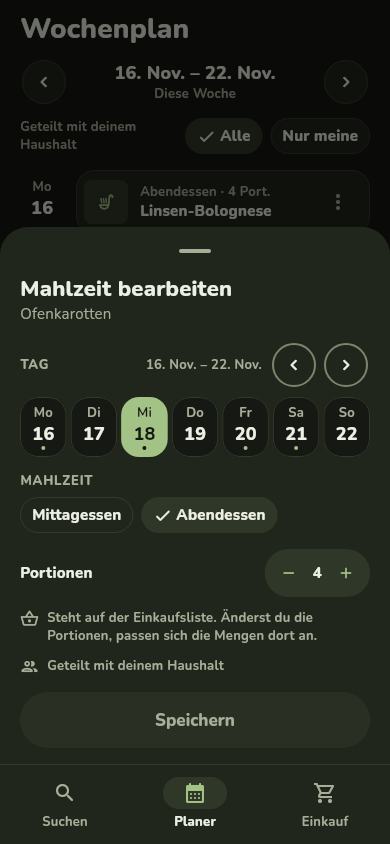 Wochenplan
16. Nov. – 22. Nov.
Diese Woche
Geteilt mit deinem
Haushalt
Alle
Nur meine
Mo
16
Abendessen · 4 Port.
Linsen-Bolognese
Mahlzeit bearbeiten
Ofenkarotten
TAG
16. Nov. – 22. Nov.
Mo Di Mi Do Fr Sa So
16 17 18 19 20 21 22
MAHLZEIT
Mittagessen
Abendessen
Portionen
− 4 +
Steht auf der Einkaufsliste. Änderst du die
Portionen, passen sich die Mengen dort an.
Geteilt mit deinem Haushalt
Speichern
Suchen
Planer
Einkauf